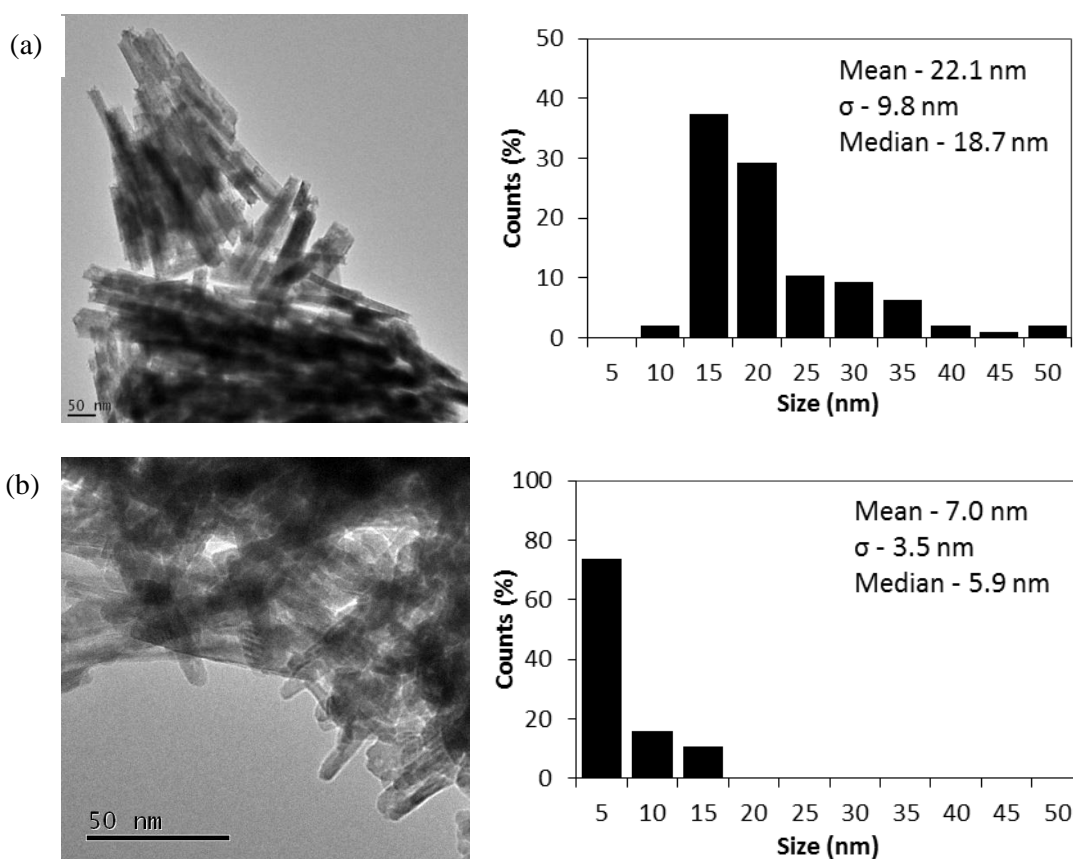 (a)
50 nm
50
40
30
20
10
0
Counts (%)
Mean - 22.1 nm
σ - 9.8 nm
Median - 18.7 nm
5 10 15 20 25 30 35 40 45 50
Size (nm)
(b)
50 nm
100
80
60
40
20
0
Counts (%)
Mean - 7.0 nm
σ - 3.5 nm
Median - 5.9 nm
5 10 15 20 25 30 35 40 45 50
Size (nm)